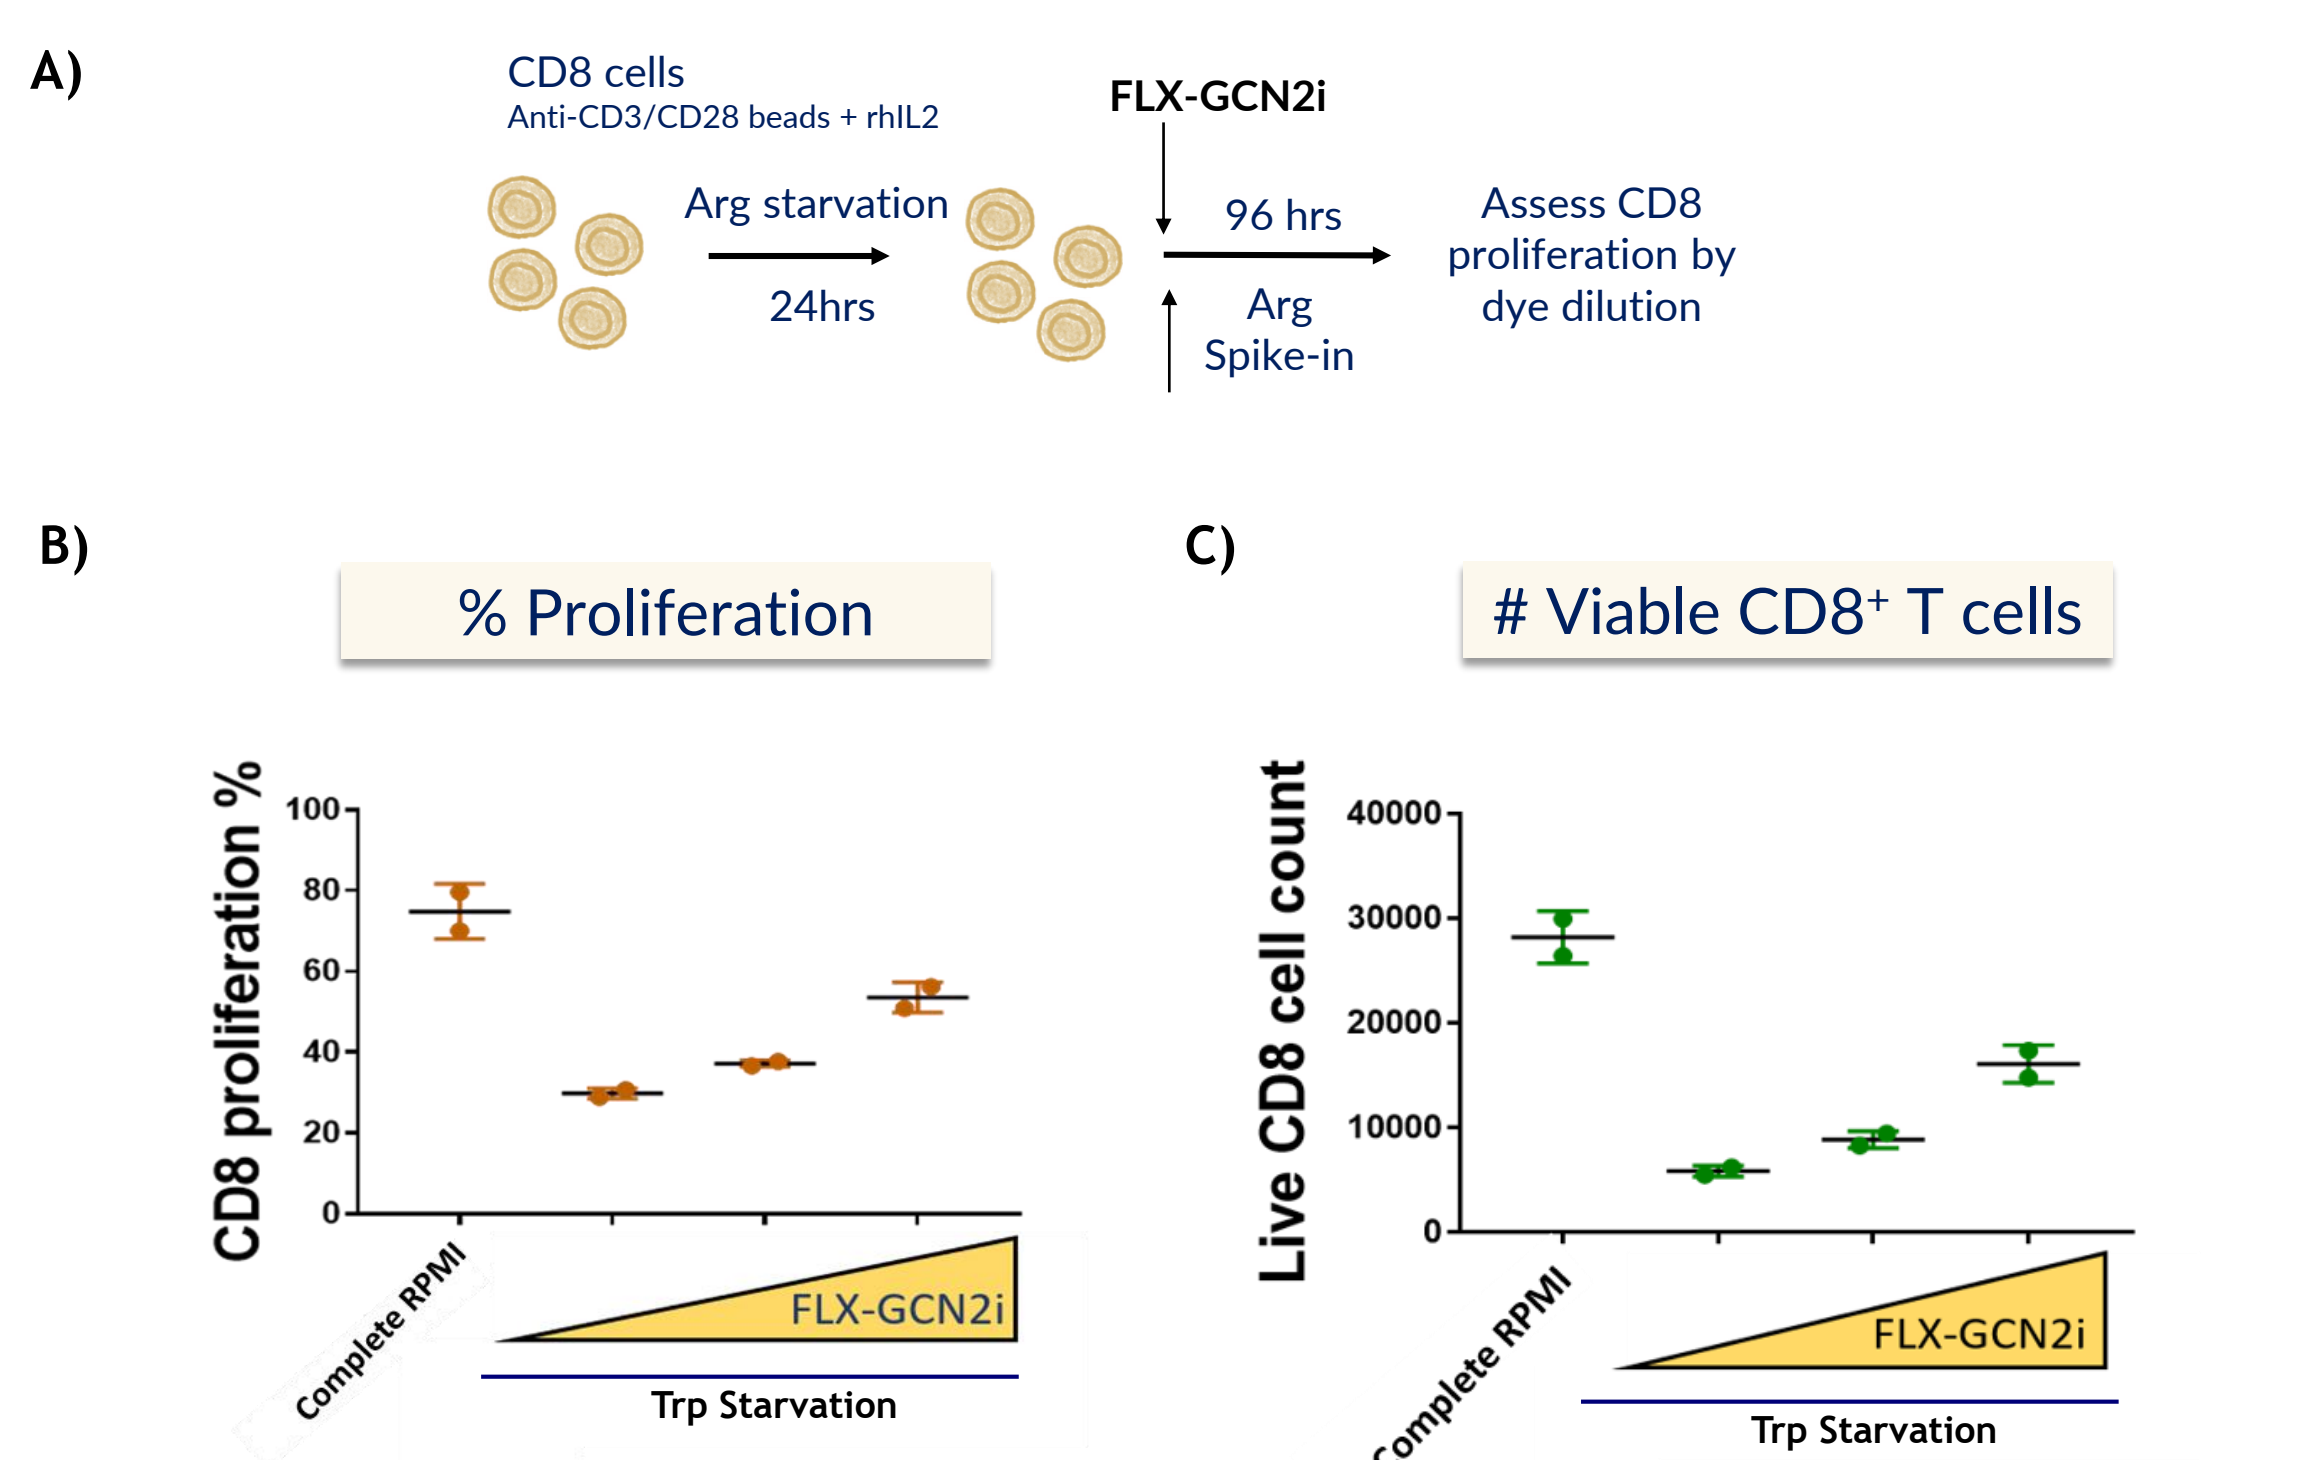 A)
CD8 cells
Anti-CD3/CD28 beads + rhIL2
FLX-GCN2i
Arg starvation
24hrs
96 hrs
Arg
Spike-in
Assess CD8
proliferation by
dye dilution
B)
% Proliferation
CD8 proliferation %
100
80
60
40
20
0
Complete RPMI
FLX-GCN2i
Trp Starvation
C)
# Viable CD8⁺ T cells
Live CD8 cell count
40000
30000
20000
10000
0
Complete RPMI
FLX-GCN2i
Trp Starvation